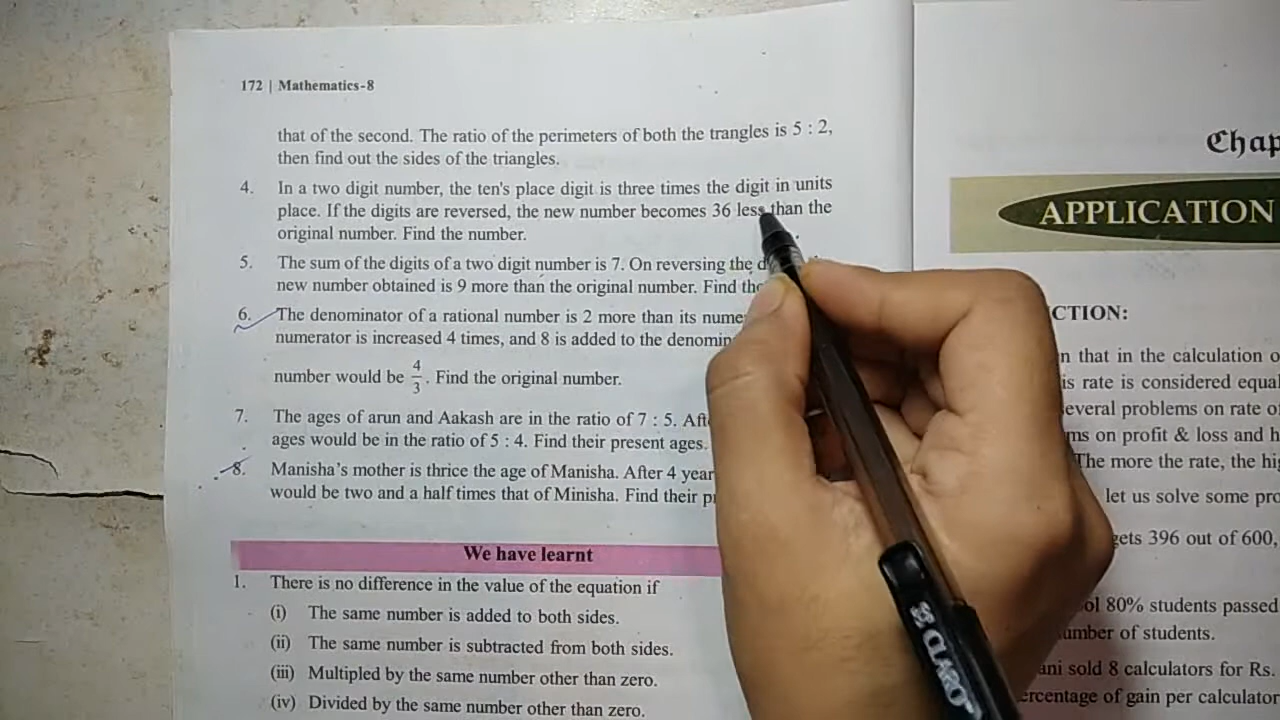 172 | Mathematics-8
that of the second. The ratio of the perimeters of both the trangles is 5 : 2,
then find out the sides of the triangles.
4. In a two digit number, the ten's place digit is three times the digit in units
place. If the digits are reversed, the new number becomes 36 less than the
original number. Find the number.
5. The sum of the digits of a two digit number is 7. On reversing the
new number obtained is 9 more than the original number. Find
6. The denominator of a rational number is 2 more than its
numerator is increased 4 times, and 8 is added to the
number would be 4/3. Find the original number.
7. The ages of arun and Aakash are in the ratio of 7 : 5.
ages would be in the ratio of 5 : 4. Find their present ages.
8. Manisha's mother is thrice the age of Manisha. After 4
would be two and a half times that of Minisha. Find their
We have learnt
1. There is no difference in the value of the equation if
(i) The same number is added to both sides.
(ii) The same number is subtracted from both sides.
(iii) Multipled by the same number other than zero.
(iv) Divided by the same number other than zero.
Chap
APPLICATION
CTION:
that in the calculation
is rate is considered
several problems on rate
on profit & loss and
The more the rate, the
let us solve some
gets 396 out of 600,
80% students passed
number of students.
sold 8 calculators for Rs.
percentage of gain per calculator
CLARO